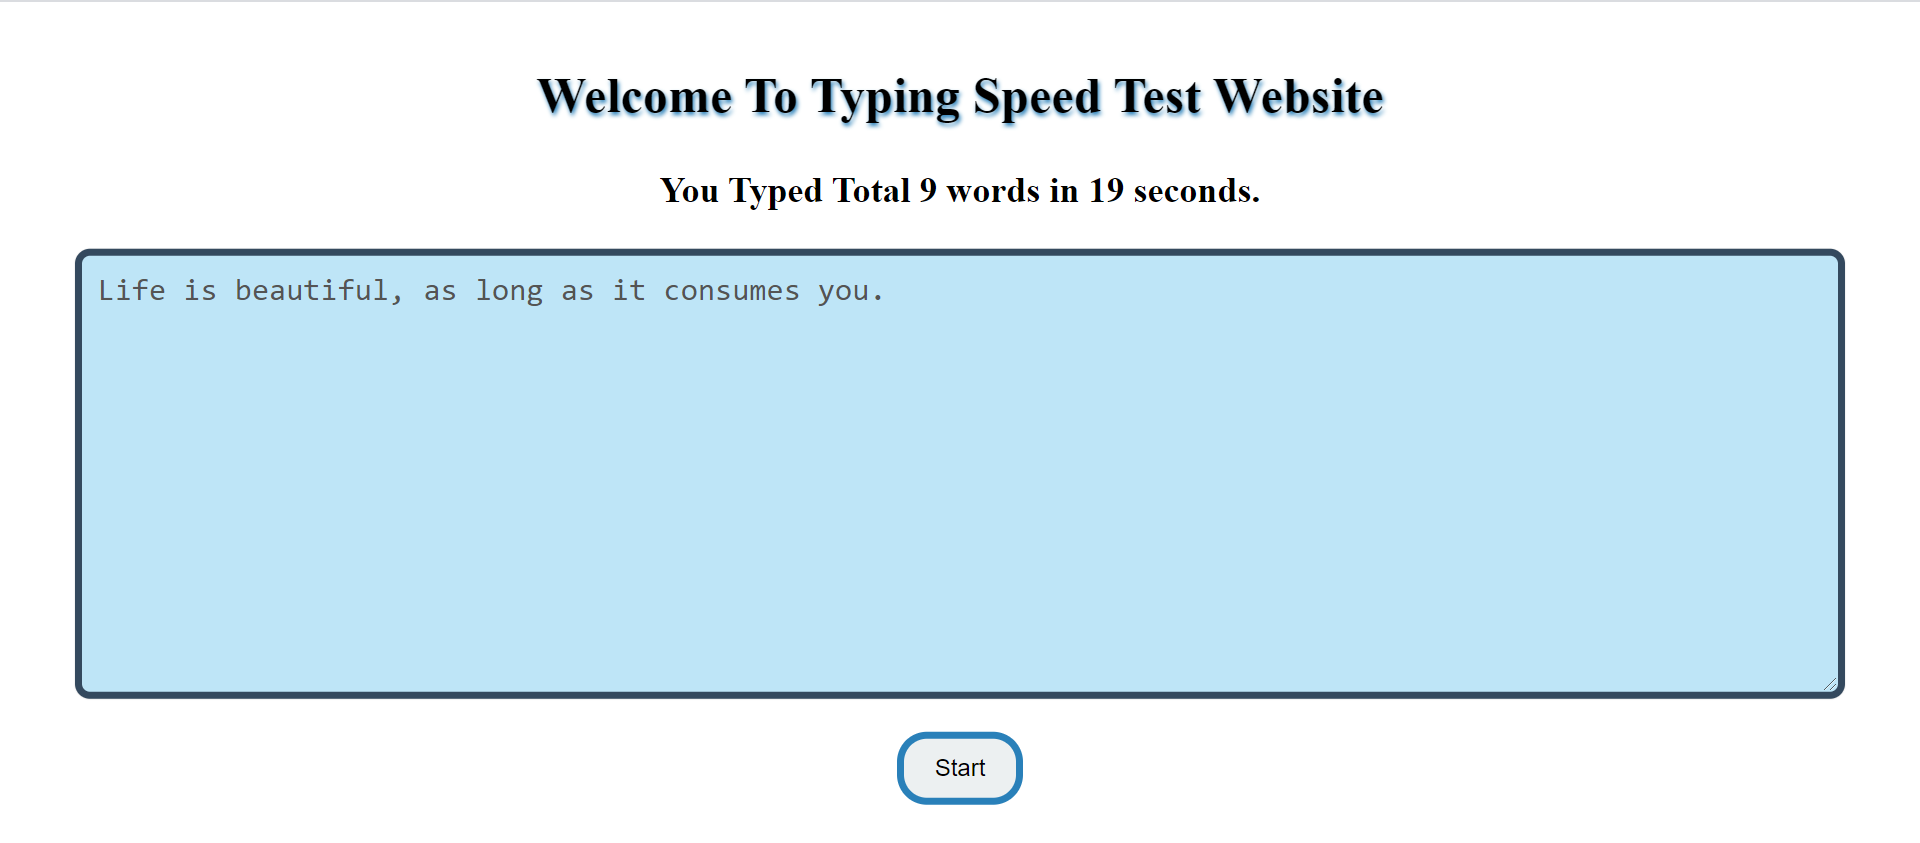 Welcome To Typing Speed Test Website
You Typed Total 9 words in 19 seconds.
Life is beautiful, as long as it consumes you.
Start